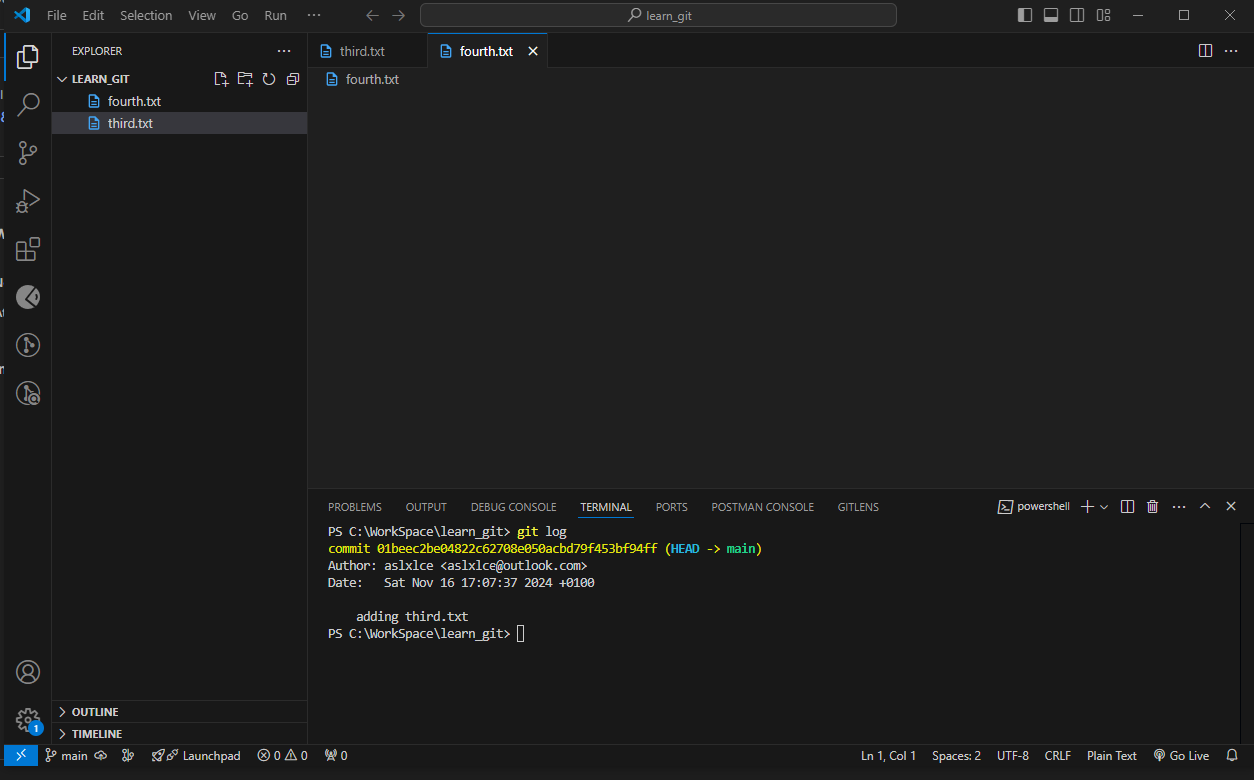 File Edit Selection View Go Run ··· learn_git
EXPLORER ···
third.txt fourth.txt
LEARN_GIT
fourth.txt
fourth.txt
third.txt
PROBLEMS OUTPUT DEBUG CONSOLE TERMINAL PORTS POSTMAN CONSOLE GITLENS powershell
PS C:\WorkSpace\learn_git> git log
commit 01beec2be04822c62708e050acbd79f453bf94ff (HEAD -> main)
Author: aslxlce <aslxlce@outlook.com>
Date:   Sat Nov 16 17:07:37 2024 +0100
adding third.txt
PS C:\WorkSpace\learn_git>
OUTLINE
1
TIMELINE
main Launchpad 0 0 0 Ln 1, Col 1 Spaces: 2 UTF-8 CRLF Plain Text Go Live